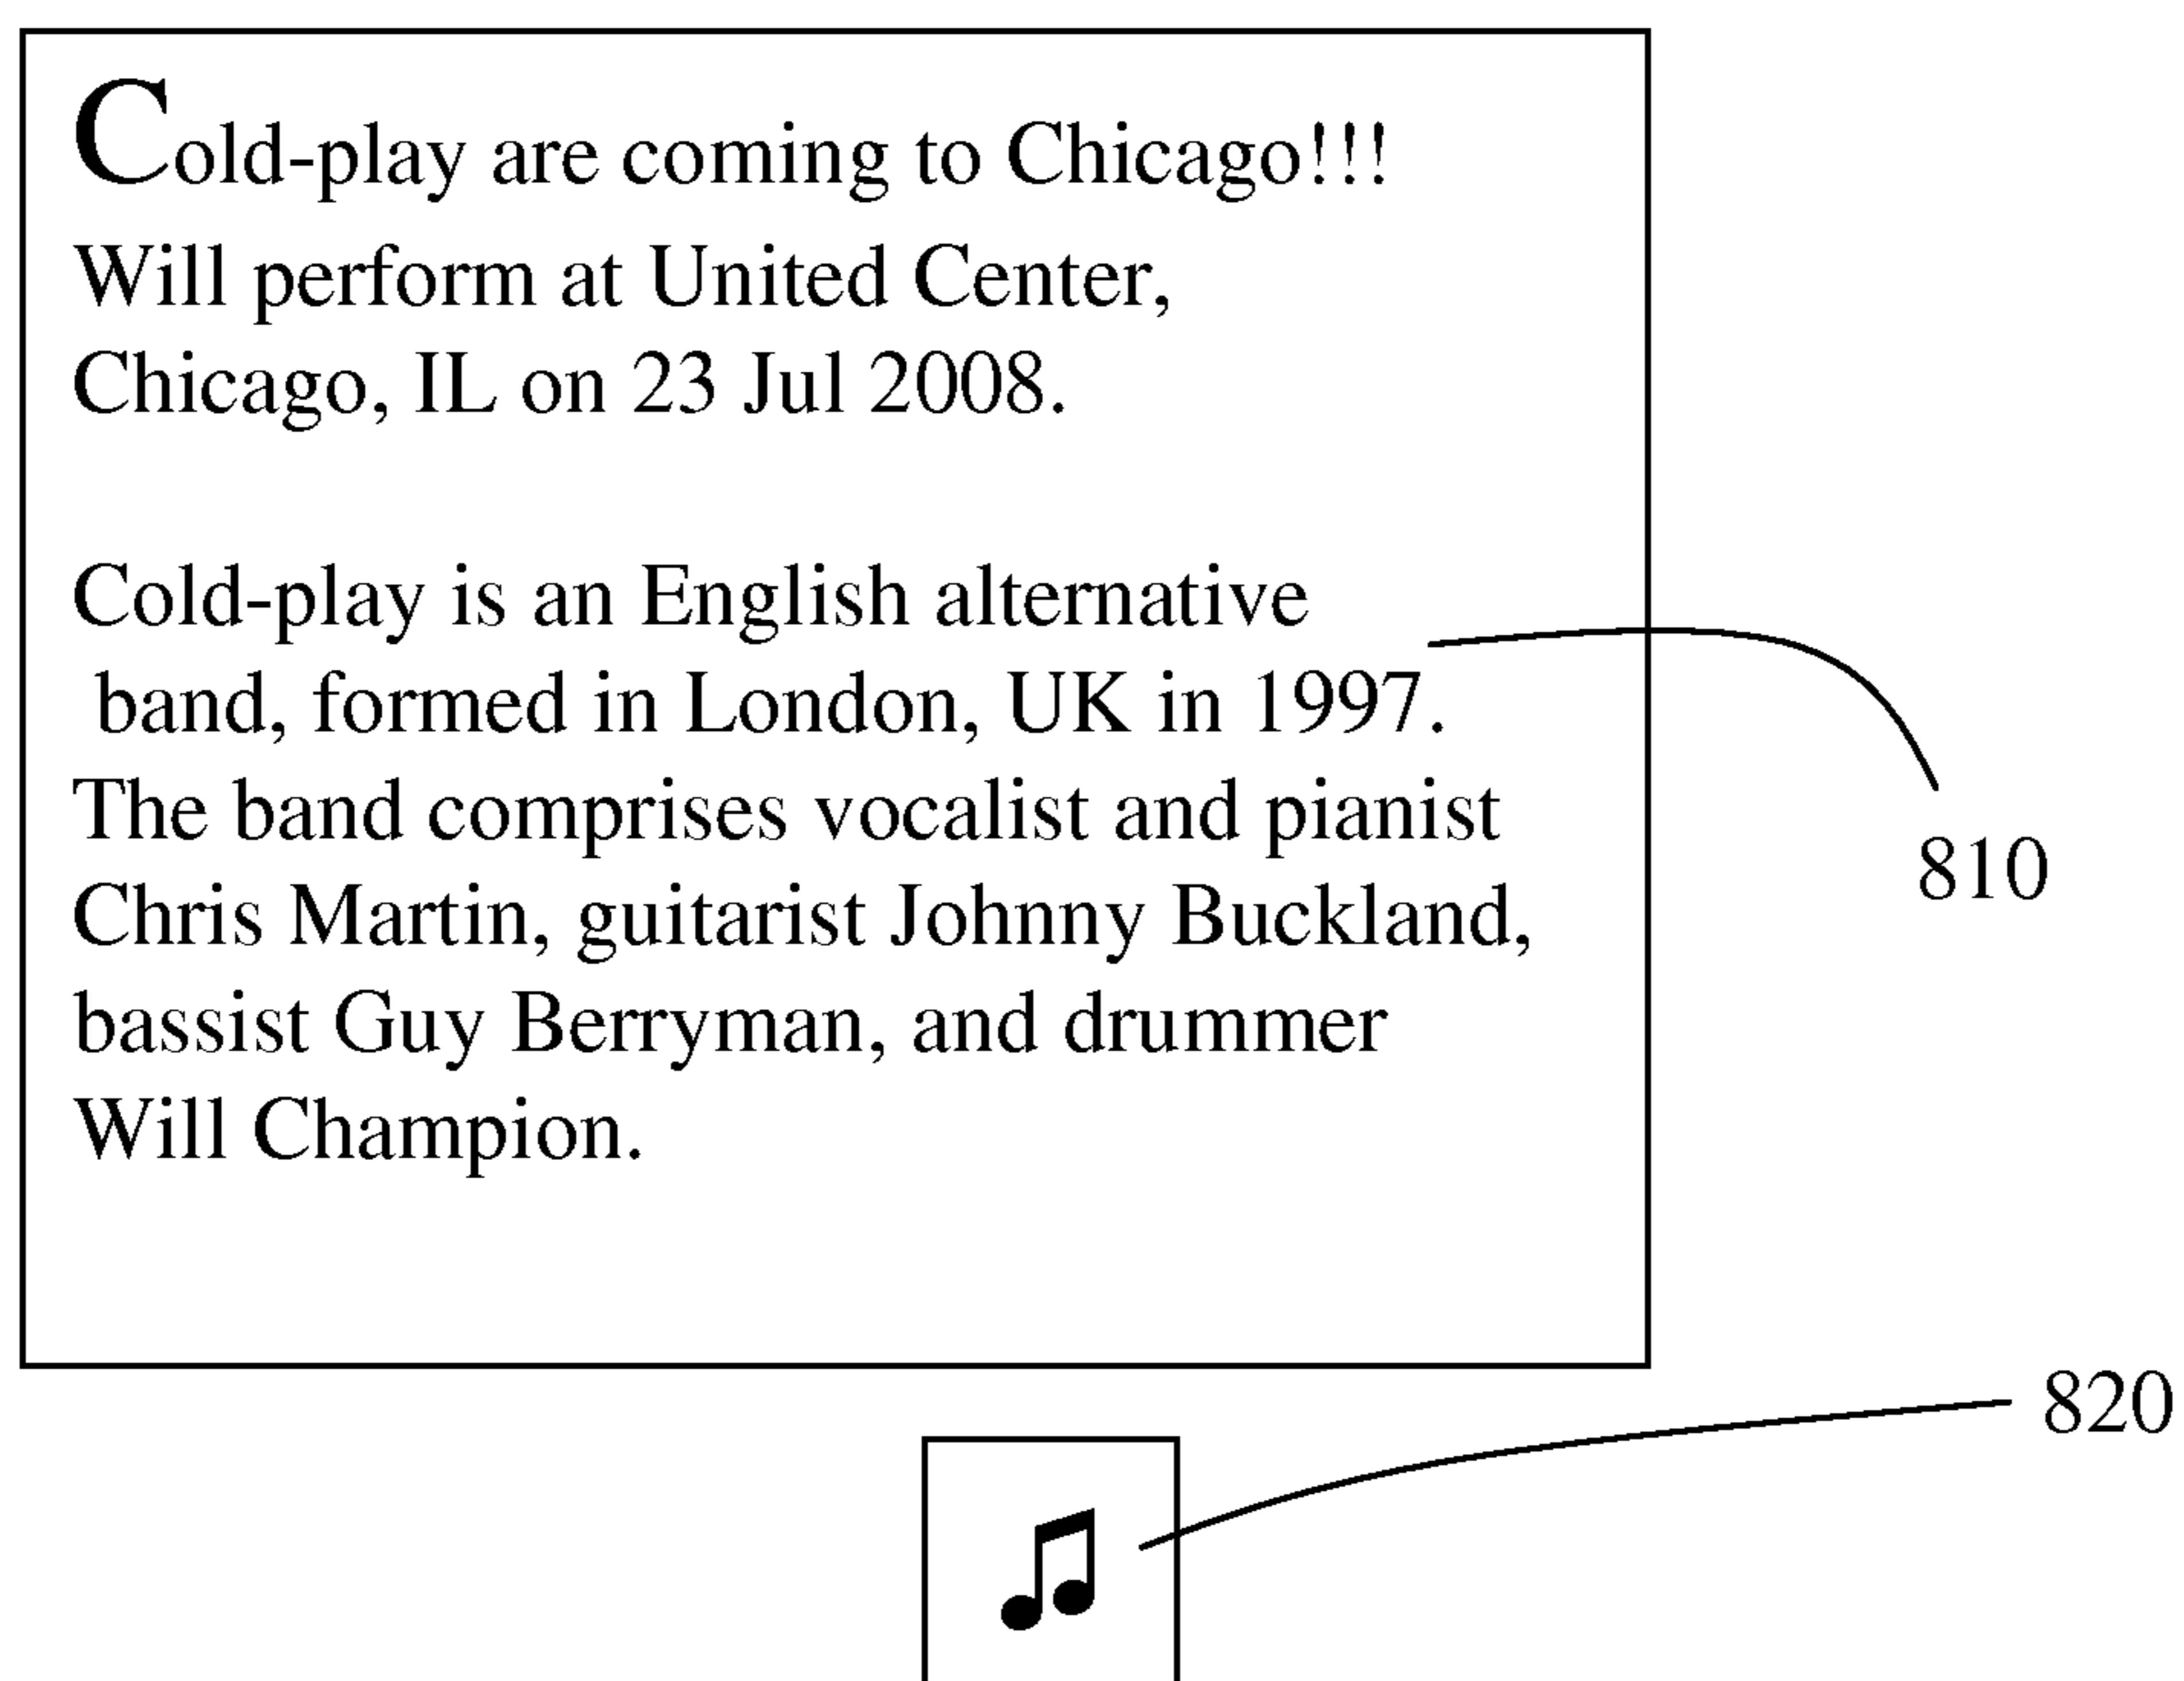 Cold-play are coming to Chicago!!!
Will perform at United Center,
Chicago, IL on 23 Jul 2008.
Cold-play is an English alternative
band, formed in London, UK in 1997.
The band comprises vocalist and pianist
Chris Martin, guitarist Johnny Buckland,
bassist Guy Berryman, and drummer
Will Champion.
810
820